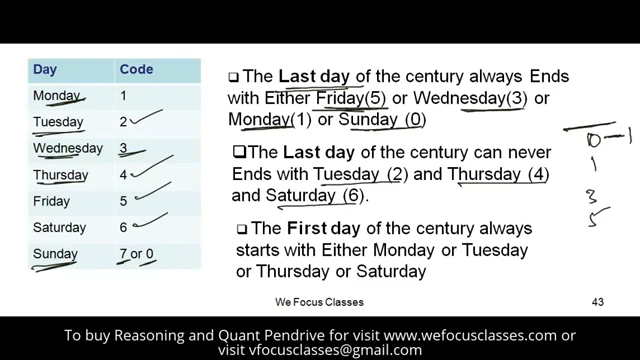 Day Code
Monday 1
Tuesday 2
Wednesday 3
Thursday 4
Friday 5
Saturday 6
Sunday 7 or 0
The Last day of the century always Ends
with Either Friday(5) or Wednesday(3) or
Monday(1) or Sunday (0)
The Last day of the century can never
Ends with Tuesday (2) and Thursday (4)
and Saturday (6).
The First day of the century always
starts with Either Monday or Tuesday
or Thursday or Saturday
0 — 1
1
3
5
We Focus Classes
43
To buy Reasoning and Quant Pendrive for visit www.wefocusclasses.com or
visit vfocusclasses@gmail.com